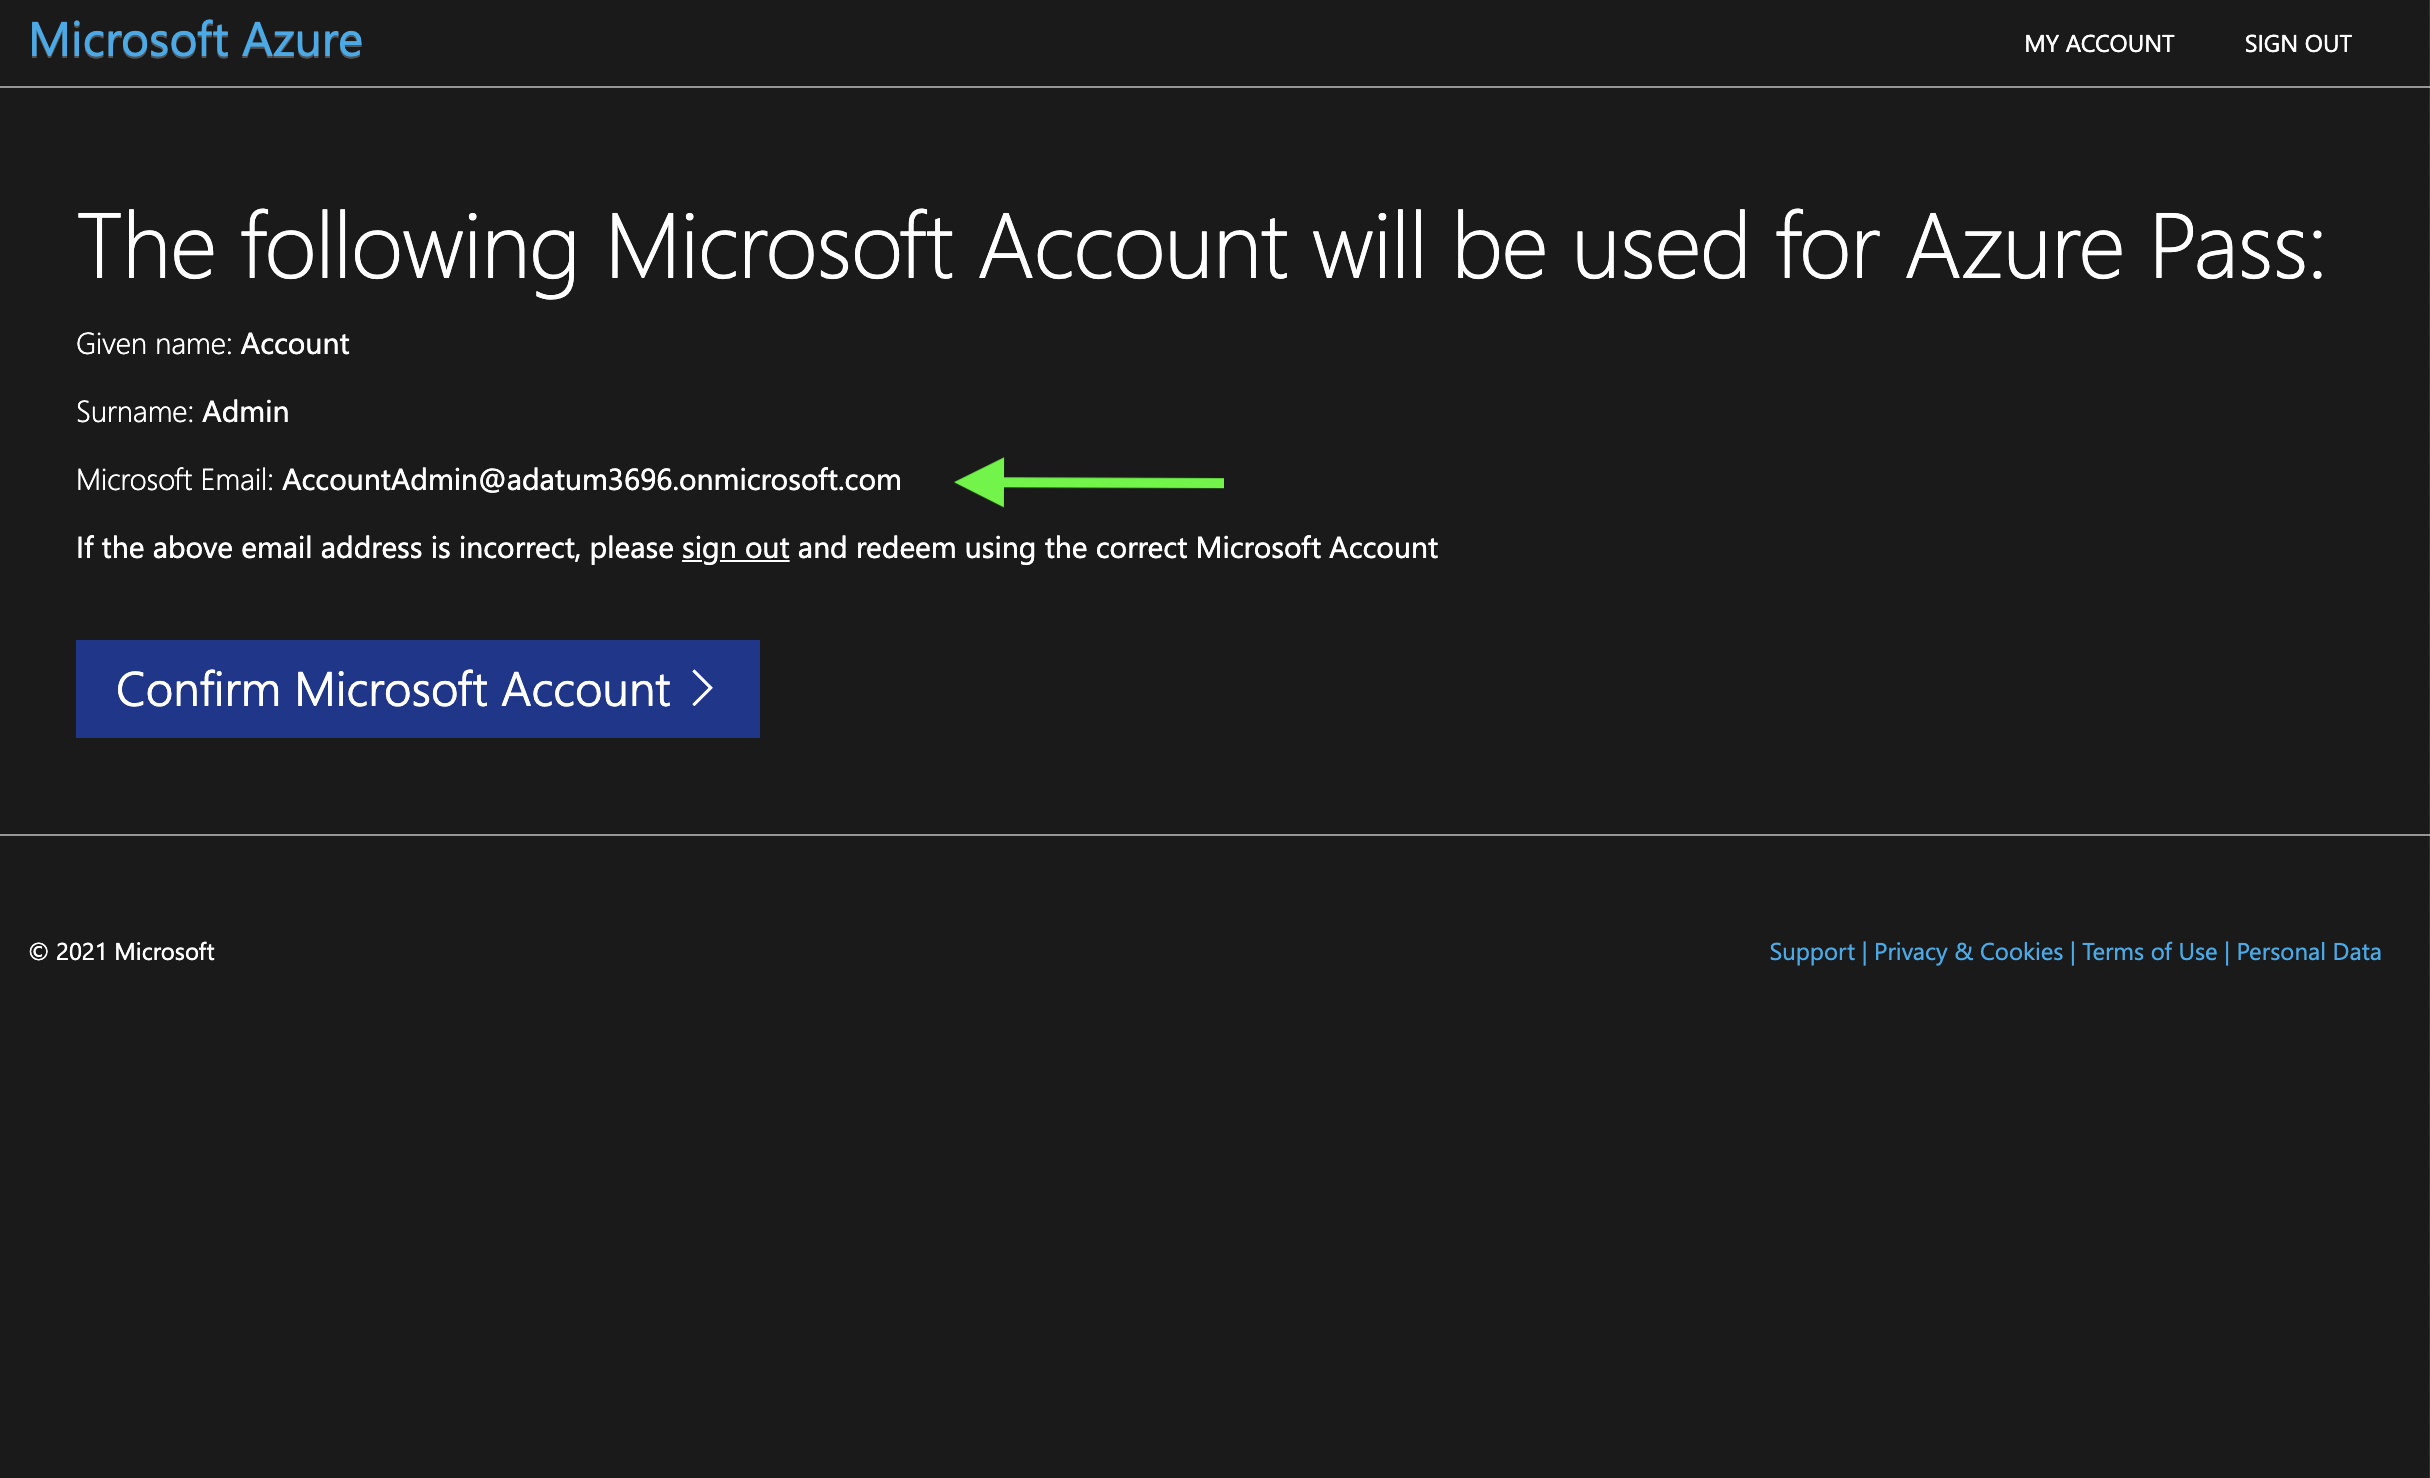 Microsoft Azure
MY ACCOUNT
SIGN OUT
The following Microsoft Account will be used for Azure Pass:
Given name: Account
Surname: Admin
Microsoft Email: AccountAdmin@adatum3696.onmicrosoft.com
If the above email address is incorrect, please sign out and redeem using the correct Microsoft Account
Confirm Microsoft Account
© 2021 Microsoft
Support | Privacy & Cookies | Terms of Use | Personal Data